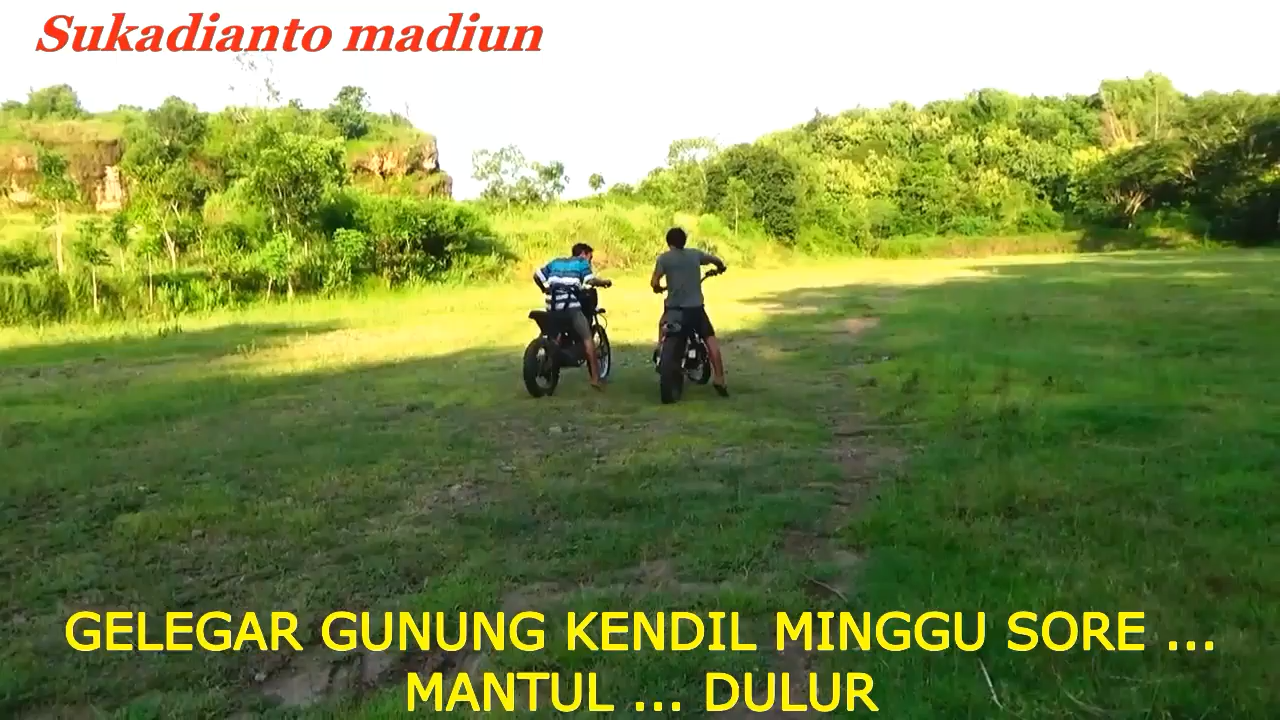 Sukadianto madiun
GELEGAR GUNUNG KENDIL MINGGU SORE ...
MANTUL ... DULUR